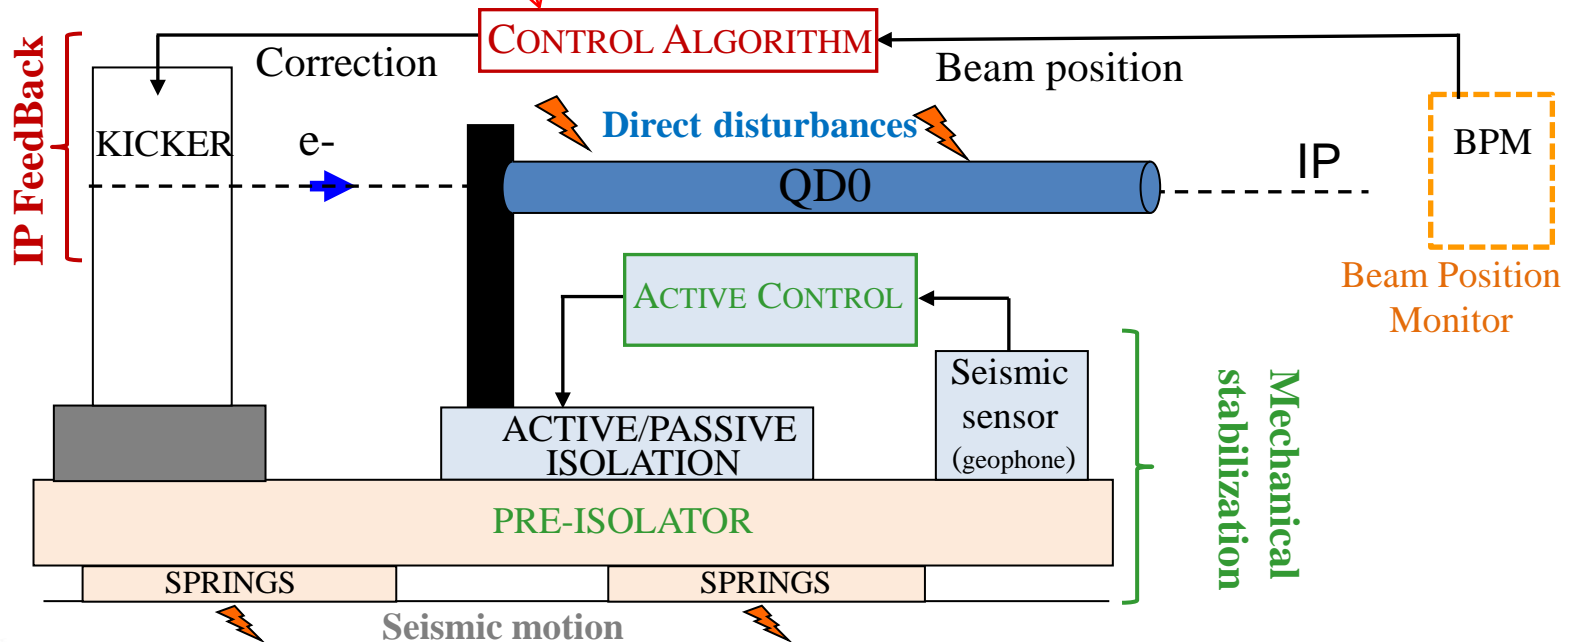 CONTROL ALGORITHM
Correction
Beam position
IP FeedBack
KICKER
e-
Direct disturbances
QD0
IP
BPM
Beam Position
Monitor
ACTIVE CONTROL
Seismic
sensor
(geophone)
ACTIVE/PASSIVE
ISOLATION
Mechanical
stabilization
PRE-ISOLATOR
SPRINGS
SPRINGS
Seismic motion